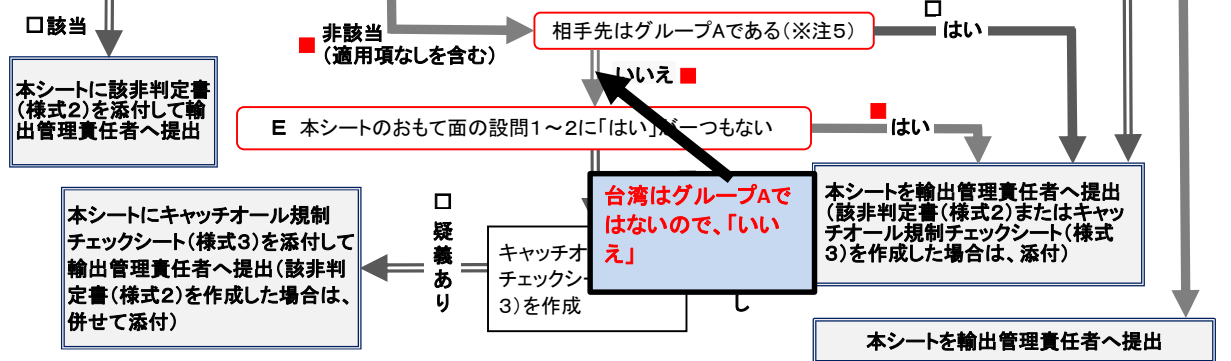 □該当
本シートに該非判定書
(様式2)を添付して輸
出管理責任者へ提出
■ 非該当
(適用項なしを含む)
相手先はグループAである(※注5)
□
はい
いいえ ■
E 本シートのおもて面の設問1~2に「はい」が一つもない
■
はい
本シートにキャッチオール規制
チェックシート(様式3)を添付して
輸出管理責任者へ提出(該非判
定書(様式2)を作成した場合は、
併せて添付)
□
疑
義
あ
り
キャッチオ
チェックシ
3)を作成
台湾はグループAで
はないので、「いい
え」
し
本シートを輸出管理責任者へ提出
(該非判定書(様式2)またはキャッ
チオール規制チェックシート(様式
3)を作成した場合は、添付)
本シートを輸出管理責任者へ提出